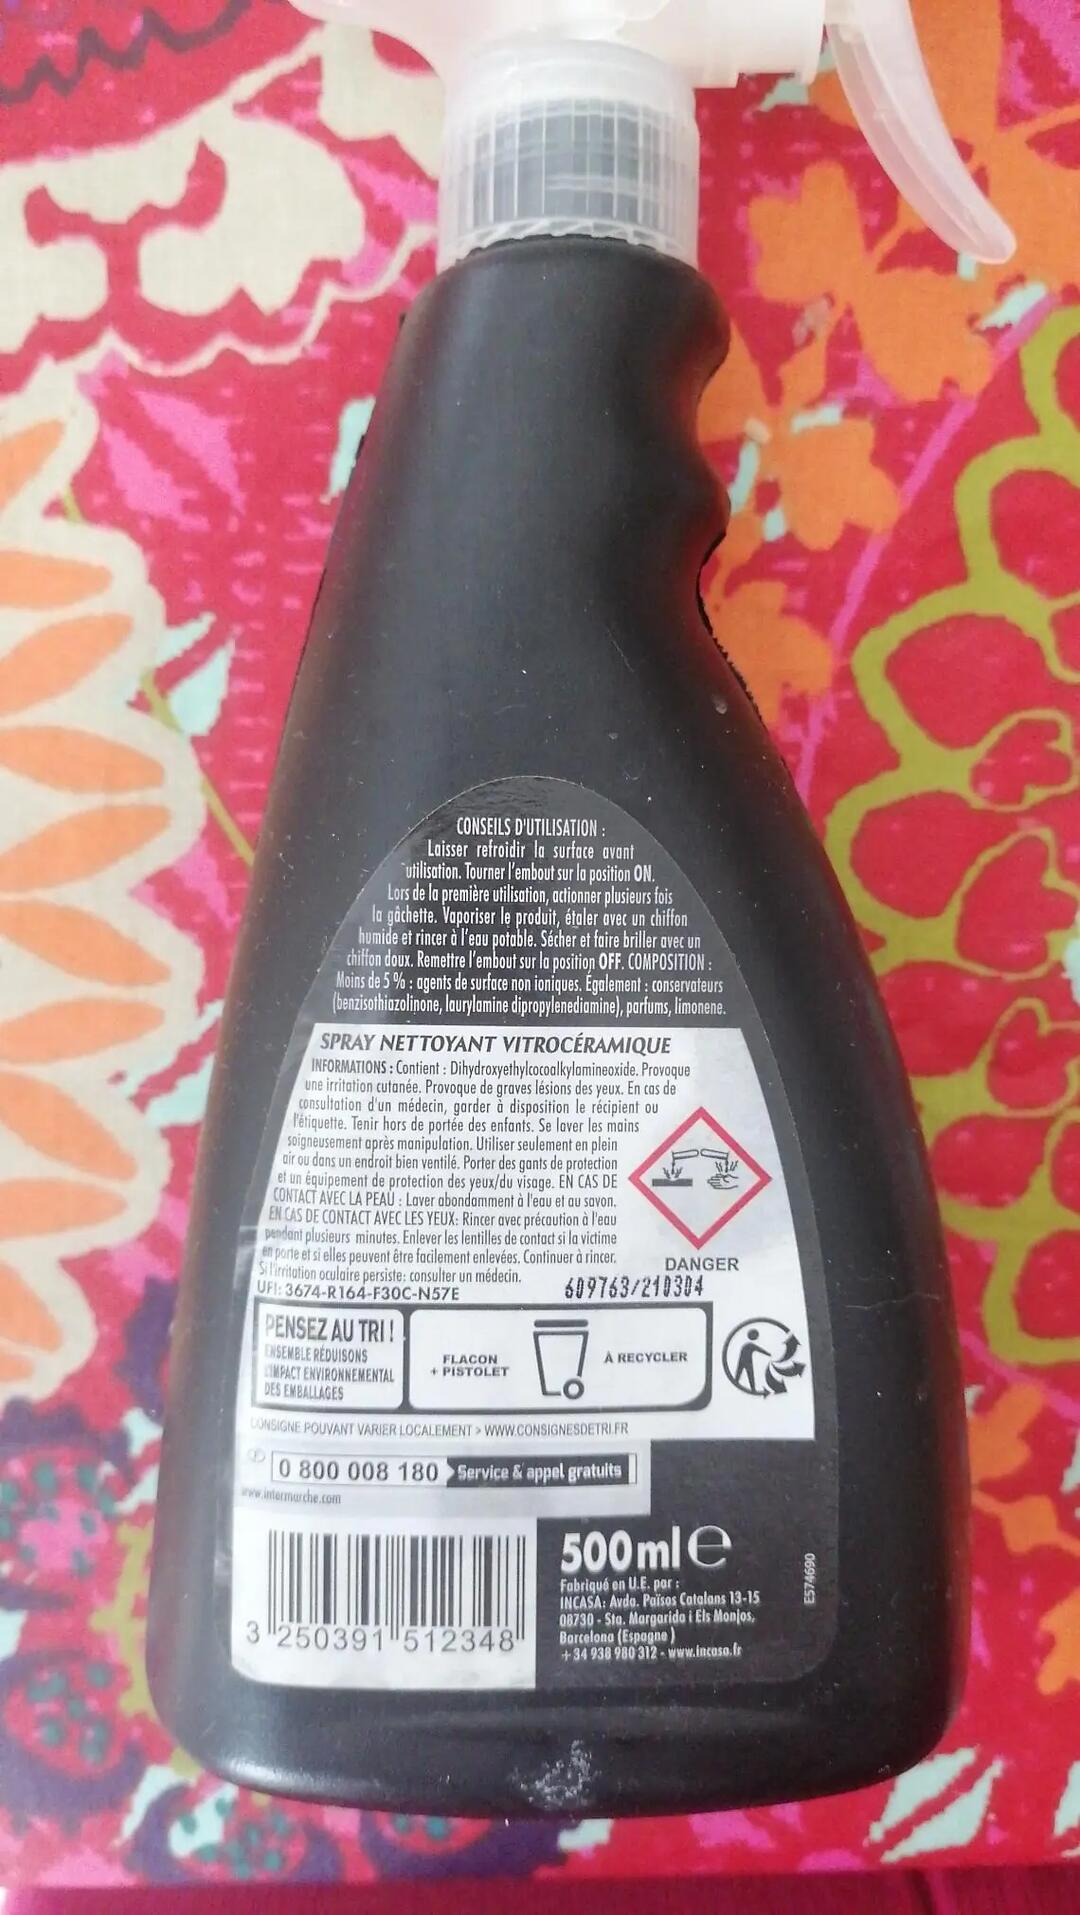 CONSEILS D'UTILISATION :
Laisser refroidir la surface avant
utilisation. Tourner l'embout sur la position ON.
Lors de la première utilisation, actionner plusieurs fois
la gâchette. Vaporiser le produit, étaler avec un chiffon
humide et rincer à l'eau potable. Sécher et faire briller avec un
chiffon doux. Remettre l'embout sur la position OFF. COMPOSITION :
Moins de 5 % : agents de surface non ioniques. Également : conservateurs
(benzisothiazolinone, laurylamine dipropylenediamine), parfums, limonene.
SPRAY NETTOYANT VITROCÉRAMIQUE
INFORMATIONS : Contient : Dihydroxyethylcocoalkylamineoxide. Provoque
une irritation cutanée. Provoque de graves lésions des yeux. En cas de
consultation d'un médecin, garder à disposition le récipient ou
l'étiquette. Tenir hors de portée des enfants. Se laver les mains
soigneusement après manipulation. Utiliser seulement en plein
air ou dans un endroit bien ventilé. Porter des gants de protection
et un équipement de protection des yeux/du visage. EN CAS DE
CONTACT AVEC LA PEAU : Laver abondamment à l'eau et au savon.
EN CAS DE CONTACT AVEC LES YEUX: Rincer avec précaution à l'eau
pendant plusieurs minutes. Enlever les lentilles de contact si la victime
en porte et si elles peuvent être facilement enlevées. Continuer à rincer.
Si l'irritation oculaire persiste: consulter un médecin.
UFI: 3674-R164-F30C-N57E
DANGER
609763/210304
PENSEZ AU TRI !
ENSEMBLE RÉDUISONS
L'IMPACT ENVIRONNEMENTAL
DES EMBALLAGES
FLACON
+ PISTOLET
À RECYCLER
CONSIGNE POUVANT VARIER LOCALEMENT > WWW.CONSIGNESDETRI.FR
0 800 008 180 Service & appel gratuits
www.intermarche.com
3 250391 512348
500ml e
Fabriqué en U.E. par :
INCASA: Avda. Països Catalans 13-15
08730 - Sta. Margarida i Els Monjos.
Barcelona (Espagne)
+34 938 980 312 - www.incasa.fr
E574690